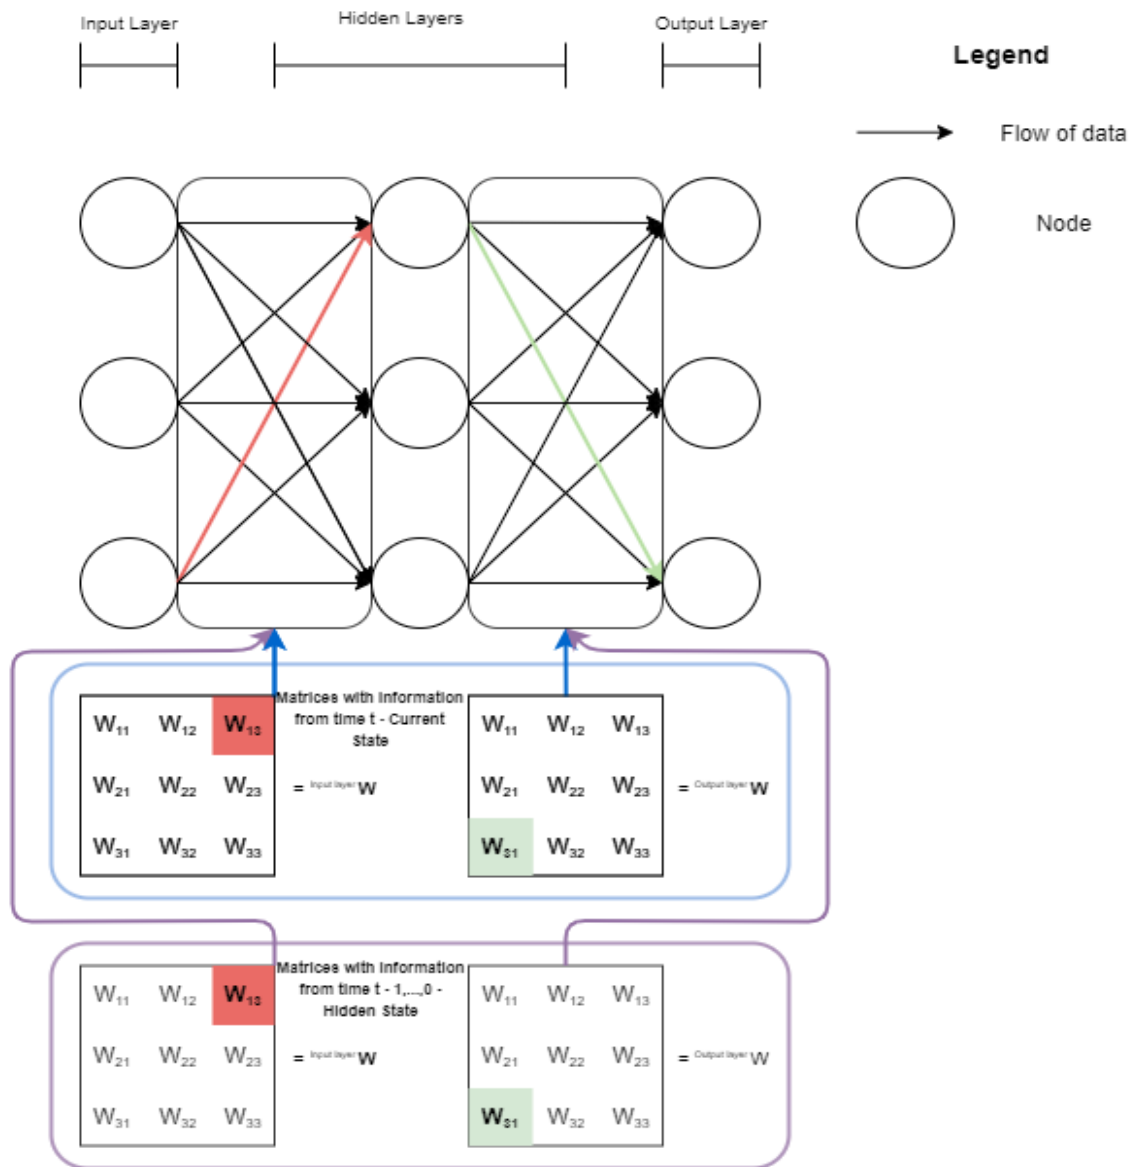 Input Layer
Hidden Layers
Output Layer
Legend
Flow of data
Node
Matrices with information
from time t - Current
State
W11 W12 W13
W21 W22 W23
W31 W32 W33
= Input layer W
W11 W12 W13
W21 W22 W23
W31 W32 W33
= Output layer W
Matrices with information
from time t - 1,...,0 -
Hidden State
W11 W12 W13
W21 W22 W23
W31 W32 W33
= Input layer W
W11 W12 W13
W21 W22 W23
W31 W32 W33
= Output layer W